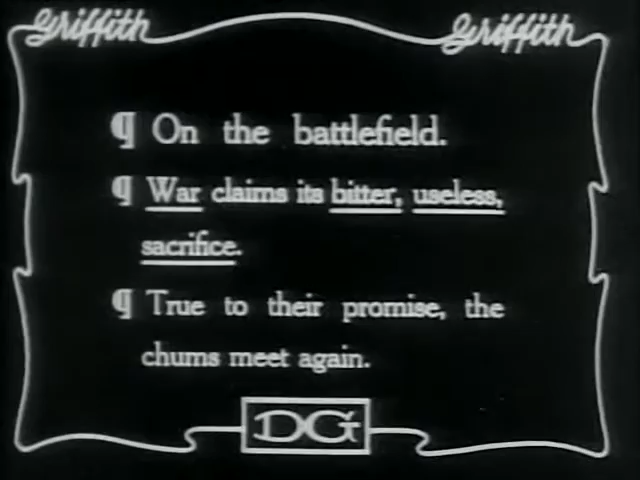 Griffith Griffith
¶ On the battlefield.
¶ War claims its bitter, useless,
sacrifice.
¶ True to their promise, the
chums meet again.
DG